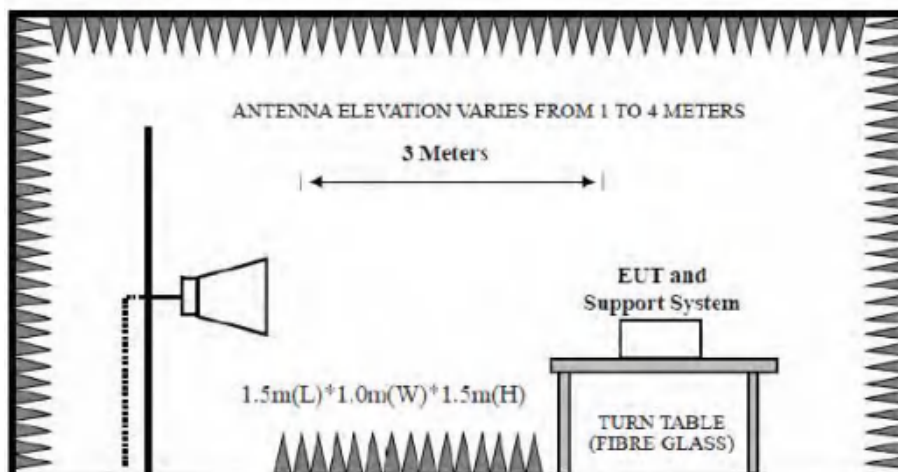 ANTENNA ELEVATION VARIES FROM 1 TO 4 METERS
3 Meters
EUT and
Support System
1.5m(L)*1.0m(W)*1.5m(H)
TURN TABLE
(FIBRE GLASS)